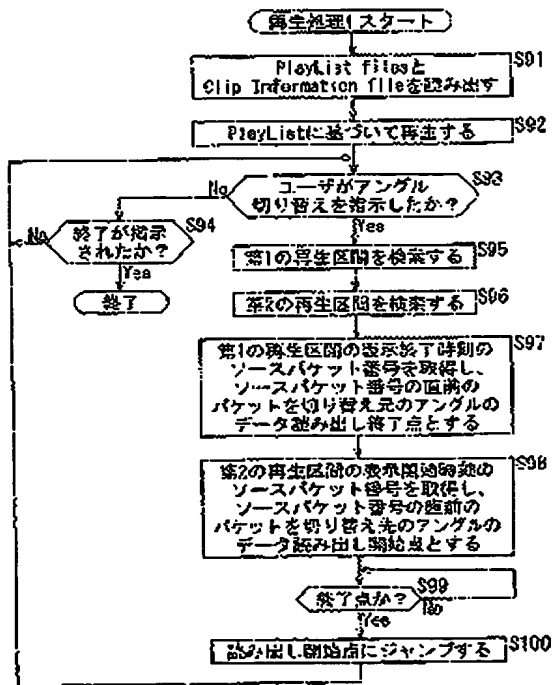 再生処理 スタート
S91
PlayList filesと
Clip Information fileを読み出す
S92
PlayListに基づいて再生する
S93
No
ユーザがアングル
切り替えを指示したか?
S94
No
終了が指示
されたか?
Yes
Yes
S95
第1の再生区間を検索する
終了
S96
第2の再生区間を検索する
S97
第1の再生区間の表示終了時刻の
ソースパケット番号を取得し、
ソースパケット番号の直前の
パケットを切り替え元のアングルの
データ読み出し終了点とする
S98
第2の再生区間の表示開始時刻の
ソースパケット番号を取得し、
ソースパケット番号の直前の
パケットを切り替え先のアングルの
データ読み出し開始点とする
S99
終了点か?
No
Yes
S100
読み出し開始点にジャンプする